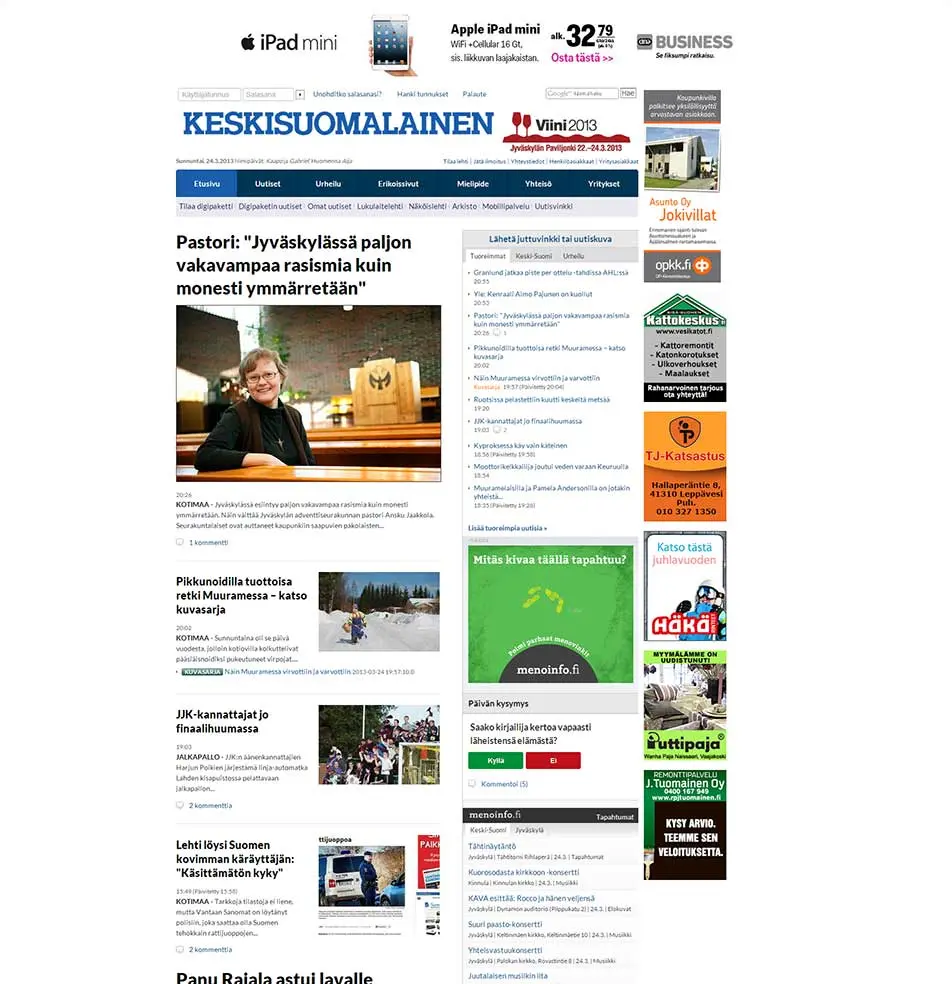 iPad mini
Apple iPad mini
WiFi +Cellular 16 Gt,
sis. liikkuvan laajakaistan.
alk. 32 79
Osta tästä >>
dna BUSINESS
Se fiksumpi ratkaisu.
Käyttäjätunnus
Salasana
Unohditko salasanasi?
Hanki tunnukset
Palaute
Google
Hae
KESKISUOMALAINEN
Viini 2013
Jyväskylän Paviljonki 22.–24.3.2013
Sunnuntai, 24.3.2013 Nimipäivät: Kaapoja Gabriel Huomenna Aija
Tilaa lehti | Jätä ilmoitus | Yhteystiedot | Henkilöasiakkaat | Yritysasiakkaat
Etusivu
Uutiset
Urheilu
Erikoissivut
Mielipide
Yhteisö
Yritykset
Tilaa digipaketti
Digipaketin uutiset
Omat uutiset
Lukulaitelehti
Näköislehti
Arkisto
Mobiilipalvelu
Uutisvinkki
Pastori: "Jyväskylässä paljon
vakavampaa rasismia kuin
monesti ymmärretään"
20:26
KOTIMAA - Jyväskylässä esiintyy paljon vakavampaa rasismia kuin monesti
ymmärretään. Näin väittää Jyväskylän adventtiseurakunnan pastori Ansku Jaakkola.
Seurakuntalaiset ovat auttaneet kaupunkiin saapuvien pakolaisten...
1 kommentti
Pikkunoidilla tuottoisa
retki Muuramessa – katso
kuvasarja
20:02
KOTIMAA - Sunnuntaina oli se päivä
vuodesta, jolloin kotiovilla kolkuttelivat
pääsiäisnoidiksi pukeutuneet virpojat....
KUVASARJA Näin Muuramessa virvottiin ja varvottiin 2013-03-24 19:57:10.0
JJK-kannattajat jo
finaalihuumassa
19:03
JALKAPALLO - JJK:n äänenkannattajien
Harjun Poikien järjestämä linja-automatka
Lahden kisapuistossa pelattavaan
jalkapallon...
2 kommenttia
Lehti löysi Suomen
kovimman käräyttäjän:
"Käsittämätön kyky"
15:49 (Päivitetty 15:58)
KOTIMAA - Tarkkoja tilastoja ei liene,
mutta Vantaan Sanomat on löytänyt
poliisin, joka saattaa olla Suomen
tehokkain rattijuoppojen...
2 kommenttia
ttijuoppoa
PAIKK
Panu Rajala astui lavalle
Lähetä juttuvinkki tai uutiskuva
Tuoreimmat
Keski-Suomi
Urheilu
Granlund jatkaa piste per ottelu -tahdissa AHL:ssä
20:55
Yle: Kenraali Aimo Pajunen on kuollut
20:53
Pastori: "Jyväskylässä paljon vakavampaa rasismia
kuin monesti ymmärretään"
20:26 1
Pikkunoidilla tuottoisa retki Muuramessa – katso
kuvasarja
20:02
Näin Muuramessa virvottiin ja varvottiin
Kuvasarja 19:57 (Päivitetty 20:04)
Ruotsissa pelastettiin kuutti keskeltä metsää
19:20
JJK-kannattajat jo finaalihuumassa
19:03 2
Kyproksessa käy vain käteinen
18:56 (Päivitetty 19:58)
Moottorikelkkailija joutui veden varaan Keuruulla
18:54
Muuramelaisilla ja Pamela Andersonilla on jotakin
yhteistä...
18:35 (Päivitetty 19:26)
Lisää tuoreimpia uutisia »
Mitäs kivaa täällä tapahtuu?
Poimi parhaat menovinkit
menoinfo.fi
Päivän kysymys
Saako kirjailija kertoa vapaasti
läheistensä elämästä?
Kyllä
Ei
Kommentoi (5)
menoinfo.fi
Tapahtumat
Keski-Suomi
Jyväskylä
Tähtinäytäntö
Jyväskylä | Tähtitorni Rihlaperä | 24.3. | Tapahtumat
Kuorosodasta kirkkoon -konsertti
Kinnula | Kinnulan kirkko | 24.3. | Musiikki
KAVA esittää: Rocco ja hänen veljensä
Jyväskylä | Dynamon auditorio (Piippukatu 2) | 24.3. | Elokuvat
Suuri paasto-konsertti
Jyväskylä | Keltinmäen kirkko, Keltinmäentie 10 | 24.3. | Musiikki
Yhteisvastuukonsertti
Jyväskylä | Palokan kirkko, Rovastintie 8 | 24.3. | Musiikki
Juutalaisen musiikin ilta
Kaupunkivilla
palkitsee yksilöllisyyttä
arvostavan asiakkaan.
Asunto Oy
Jokivillat
opkk.fi
SISÄ-SUOMEN
Kattokeskus
www.vesikatot.fi
- Kattoremontit
- Katonkorotukset
- Ulkoverhoukset
- Maalaukset
Rahanarvoinen tarjous
ota yhteyttä!
TJ-Katsastus
Hallaperäntie 8,
41310 Leppävesi
Puh.
010 327 1350
Katso tästä
juhlavuoden
HÄKÄ
MYYMÄLÄMME ON
UUDISTUNUT!
Puttipaja
Wanha Paja Naissaari, Vaajakoski
REMONTTIPALVELU
J.Tuomainen Oy
0400 167 949
www.rpjtuomainen.fi
KYSY ARVIO.
TEEMME SEN
VELOITUKSETTA.